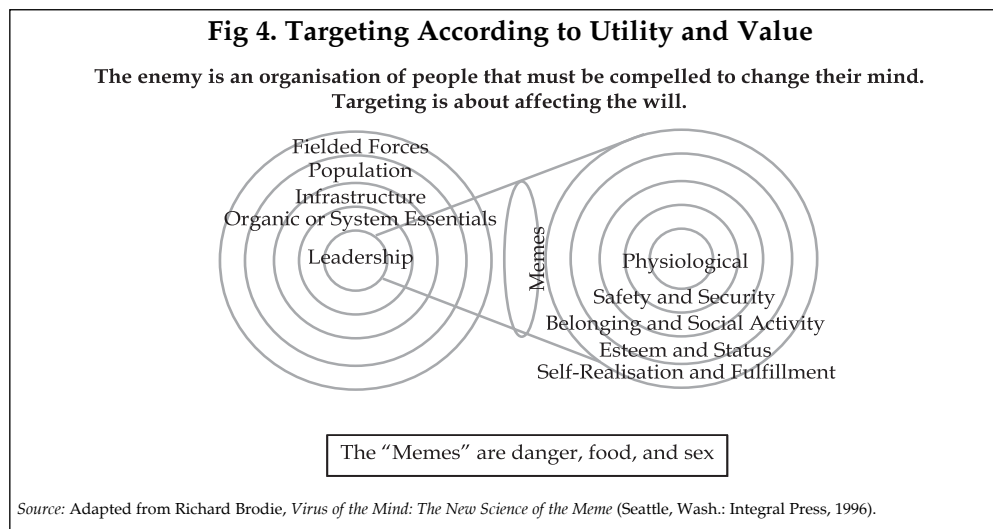 Fig 4. Targeting According to Utility and Value
The enemy is an organisation of people that must be compelled to change their mind.
Targeting is about affecting the will.
Fielded Forces
Population
Infrastructure
Organic or System Essentials
Leadership
Memes
Physiological
Safety and Security
Belonging and Social Activity
Esteem and Status
Self-Realisation and Fulfillment
The “Memes” are danger, food, and sex
Source: Adapted from Richard Brodie, Virus of the Mind: The New Science of the Meme (Seattle, Wash.: Integral Press, 1996).